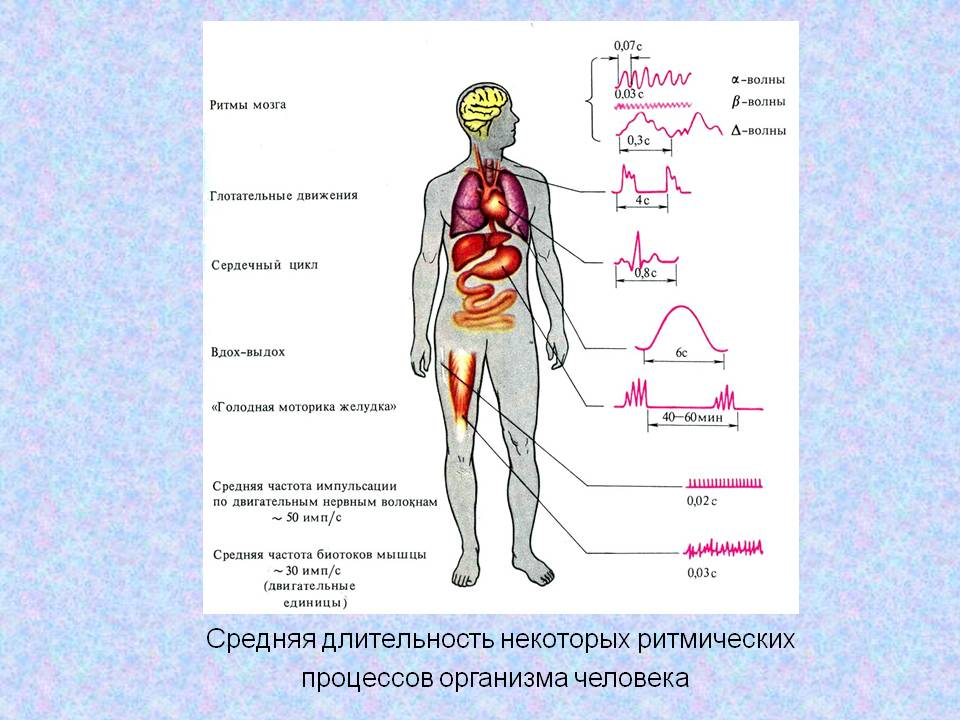 0,07с
α-волны
Ритмы мозга
0,03с
β-волны
Δ-волны
0,3с
Глотательные движения
4с
Сердечный цикл
0,8с
Вдох-выдох
6с
«Голодная моторика желудка»
40—60мин
Средняя частота импульсации
по двигательным нервным волокнам
~ 50 имп/с
0,02 с
Средняя частота биотоков мышцы
~30 имп/с
(двигательные
единицы)
0,03с
Средняя длительность некоторых ритмических
процессов организма человека